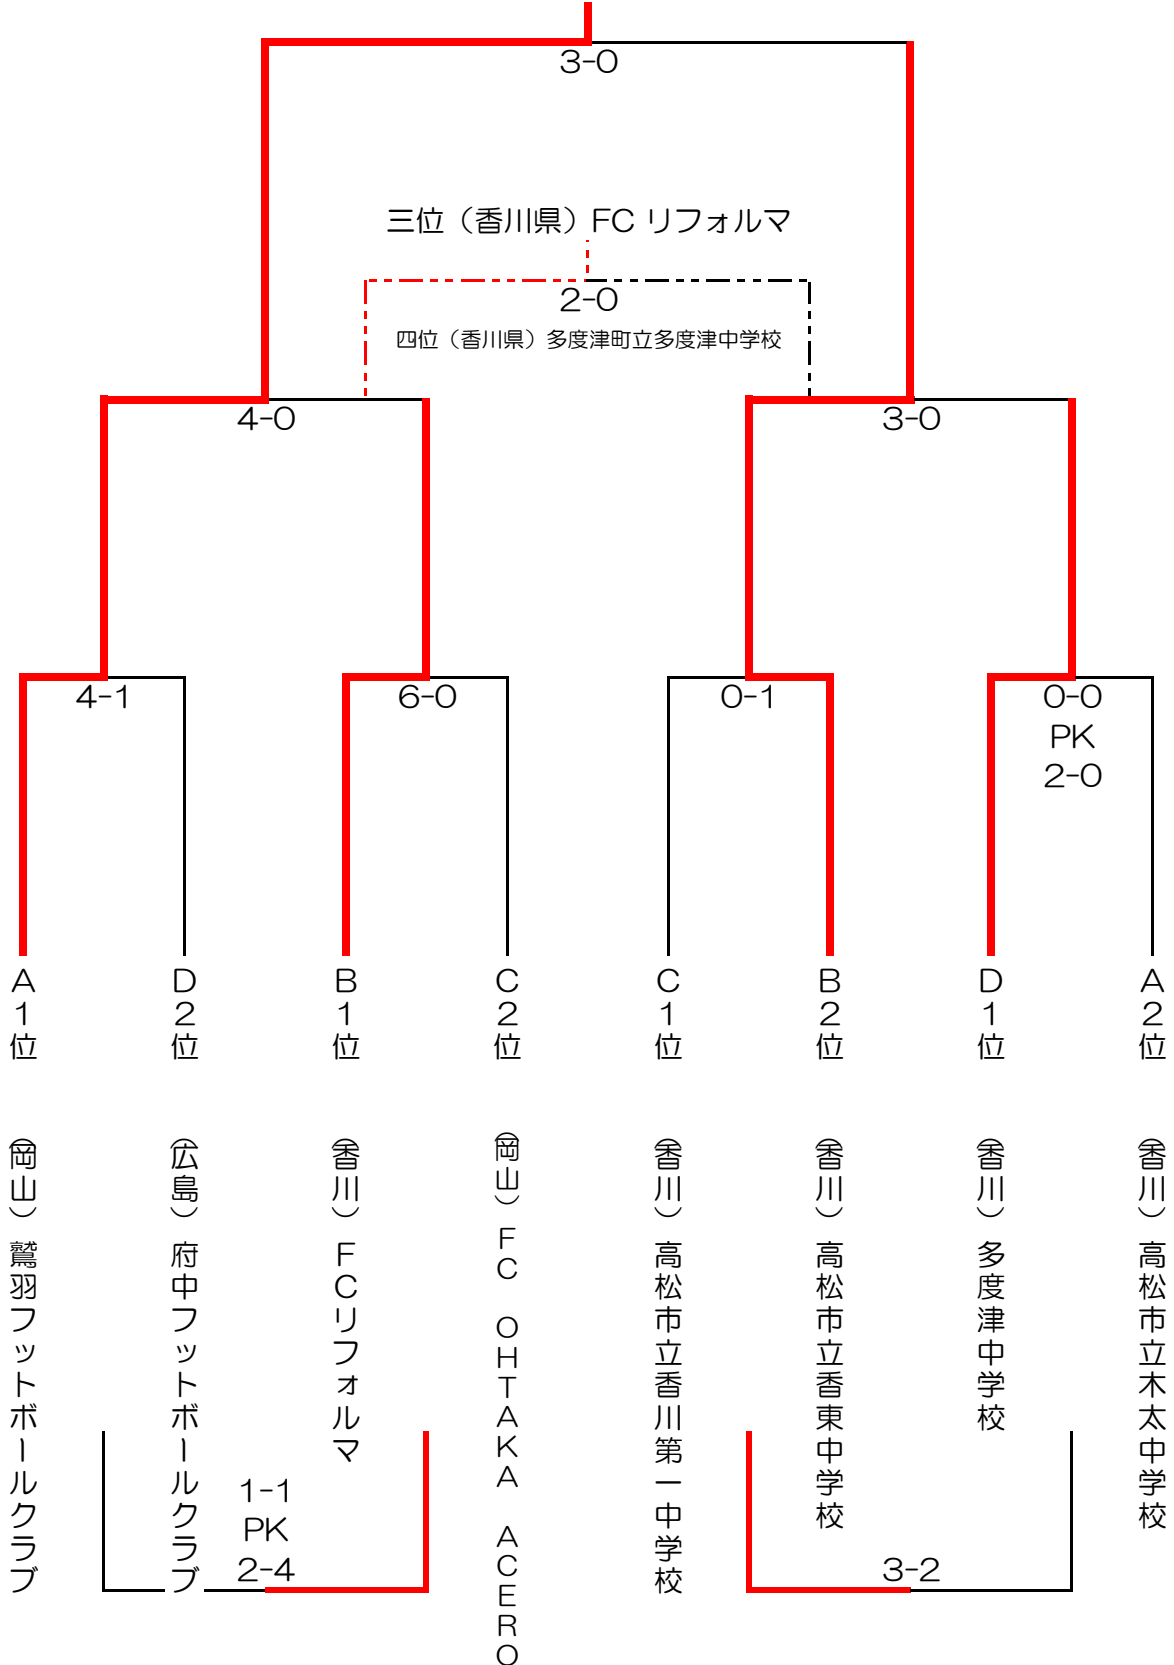 3-0
三位（香川県）FC リフォルマ
2-0
四位（香川県）多度津町立多度津中学校
4-0
3-0
4-1
6-0
0-1
0-0
PK
2-0
A1位
D2位
B1位
C2位
C1位
B2位
D1位
A2位
（岡山）鷲羽フットボールクラブ
（広島）府中フットボールクラブ
（香川）FCリフォルマ
（岡山）FC OHTAKA ACERO
（香川）高松市立香川第一中学校
（香川）高松市立香東中学校
（香川）多度津中学校
（香川）高松市立木太中学校
1-1
PK
2-4
3-2